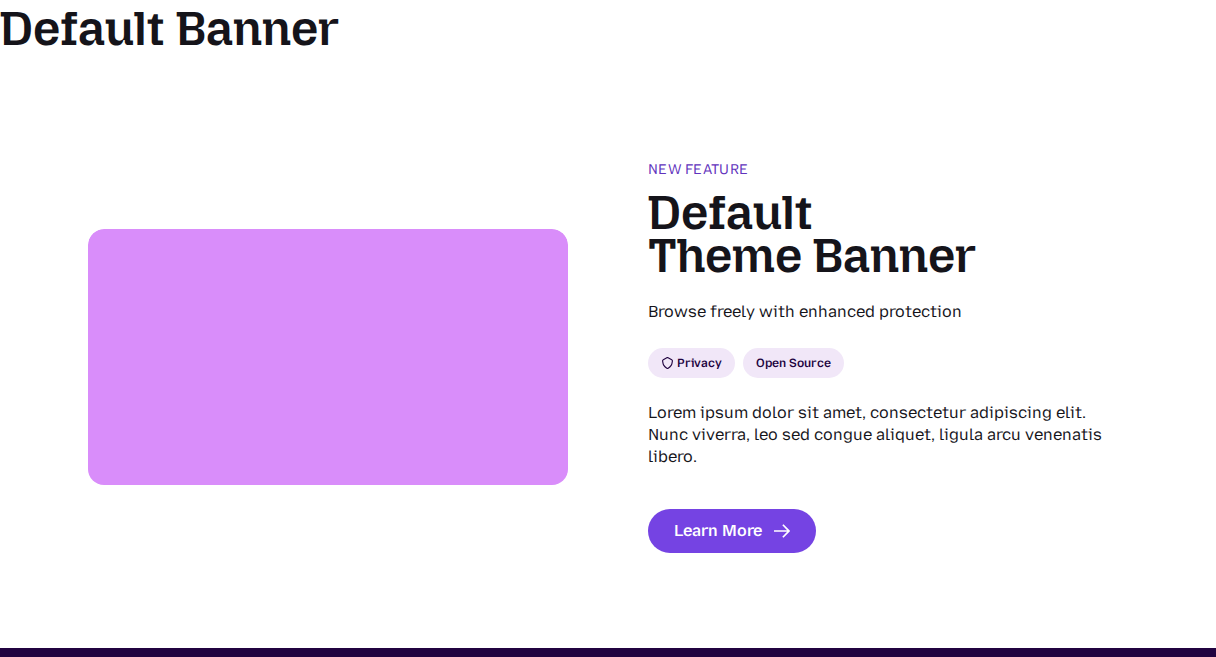 Default Banner
NEW FEATURE
Default
Theme Banner
Browse freely with enhanced protection
Privacy
Open Source
Lorem ipsum dolor sit amet, consectetur adipiscing elit.
Nunc viverra, leo sed congue aliquet, ligula arcu venenatis
libero.
Learn More